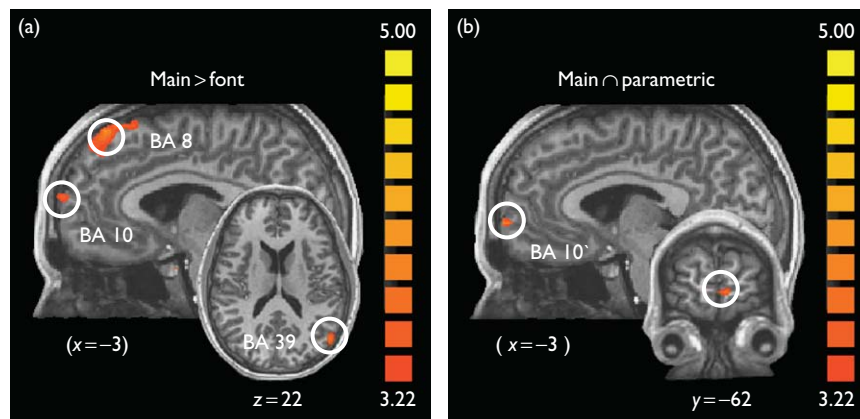 (a)
5.00
Main > font
BA 8
BA 10
BA 39
(x=−3)
z=22
3.22
(b)
5.00
Main ∩ parametric
BA 10`
( x=−3 )
y=−62
3.22